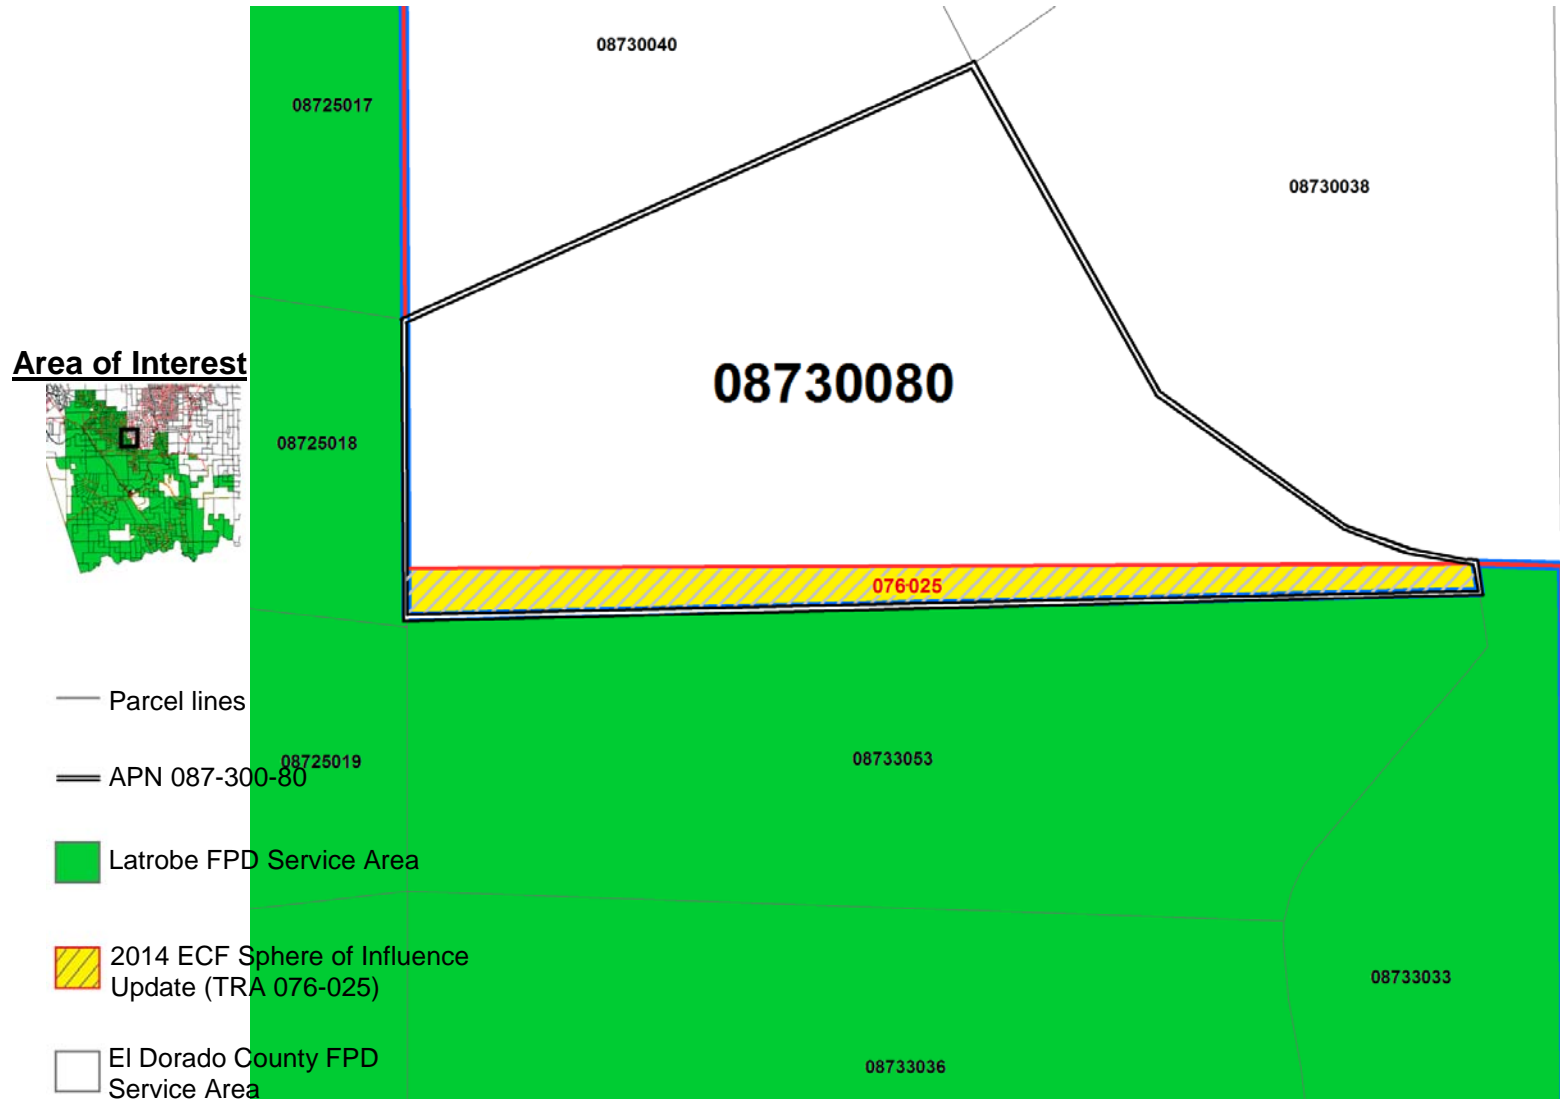 08730040
08725017
08730038
Area of Interest
08730080
08725018
076-025
Parcel lines
08725019
08733053
APN 087-300-80
Latrobe FPD Service Area
2014 ECF Sphere of Influence
Update (TRA 076-025)
08733033
El Dorado County FPD
Service Area
08733036